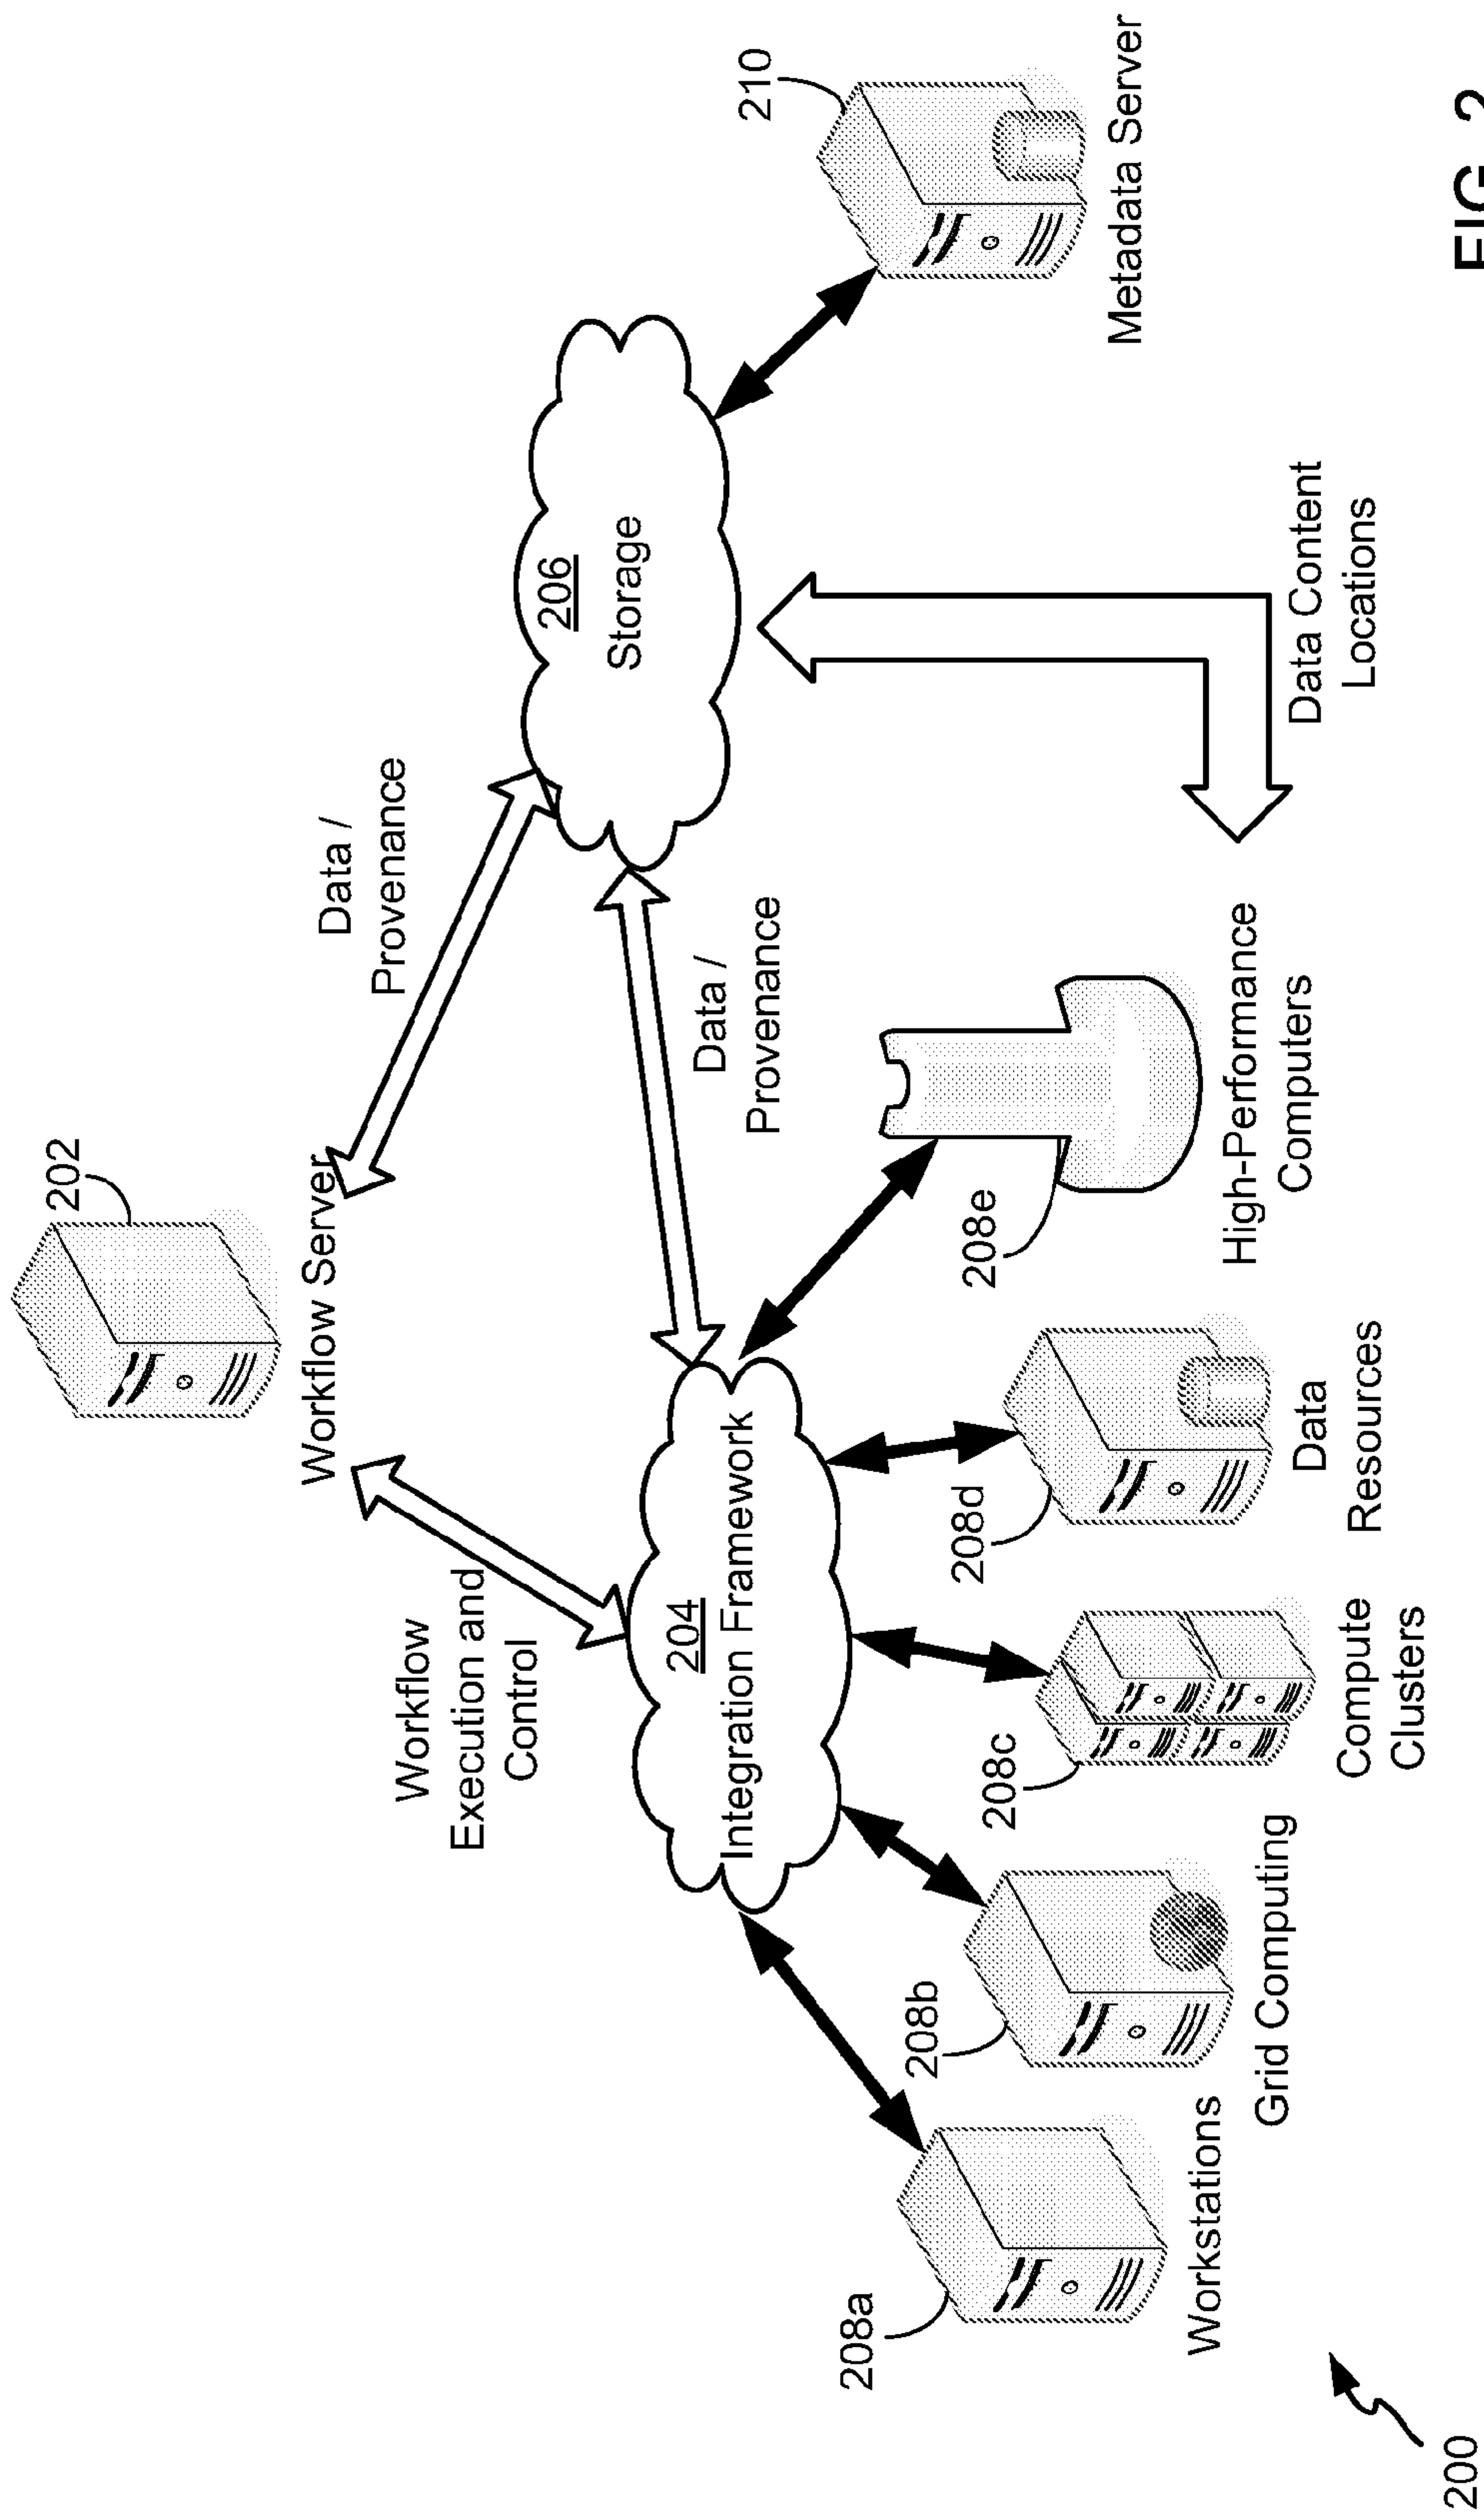 202
Workflow Server
Data /
Provenance
Workflow
Execution and
Control
206
Storage
210
Metadata Server
204
Integration Framework
Data /
Provenance
208a
Workstations
208b
Grid Computing
208c
Compute
Clusters
208d
Data
Resources
208e
High-Performance
Computers
Data Content
Locations
200
FIG. 2